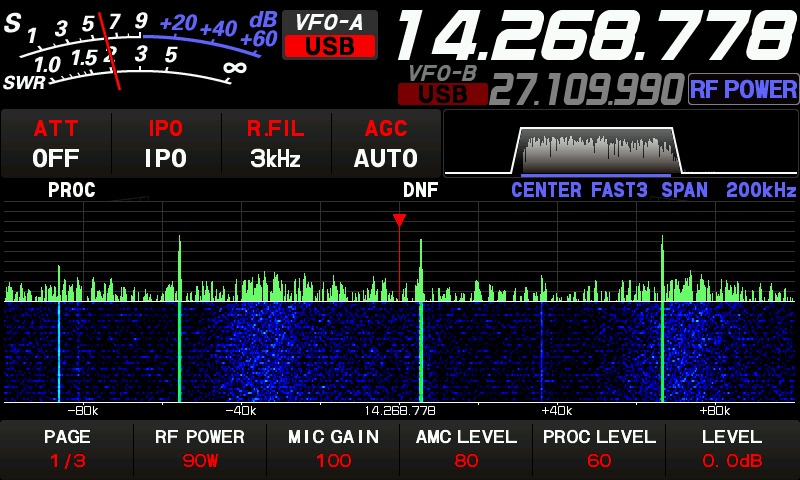 S 1 3 5 7 9 +20 +40 +60 dB
SWR 1.0 1.5 2 3 5 ∞
VFO-A
USB
14.268.778
VFO-B
USB
27.109.990
RF POWER
ATT IPO R.FIL AGC
OFF IPO 3kHz AUTO
PROC DNF CENTER FAST3 SPAN 200kHz
-80k -40k 14.268.778 +40k +80k
PAGE RF POWER MIC GAIN AMC LEVEL PROC LEVEL LEVEL
1/3 90W 100 80 60 0.0dB